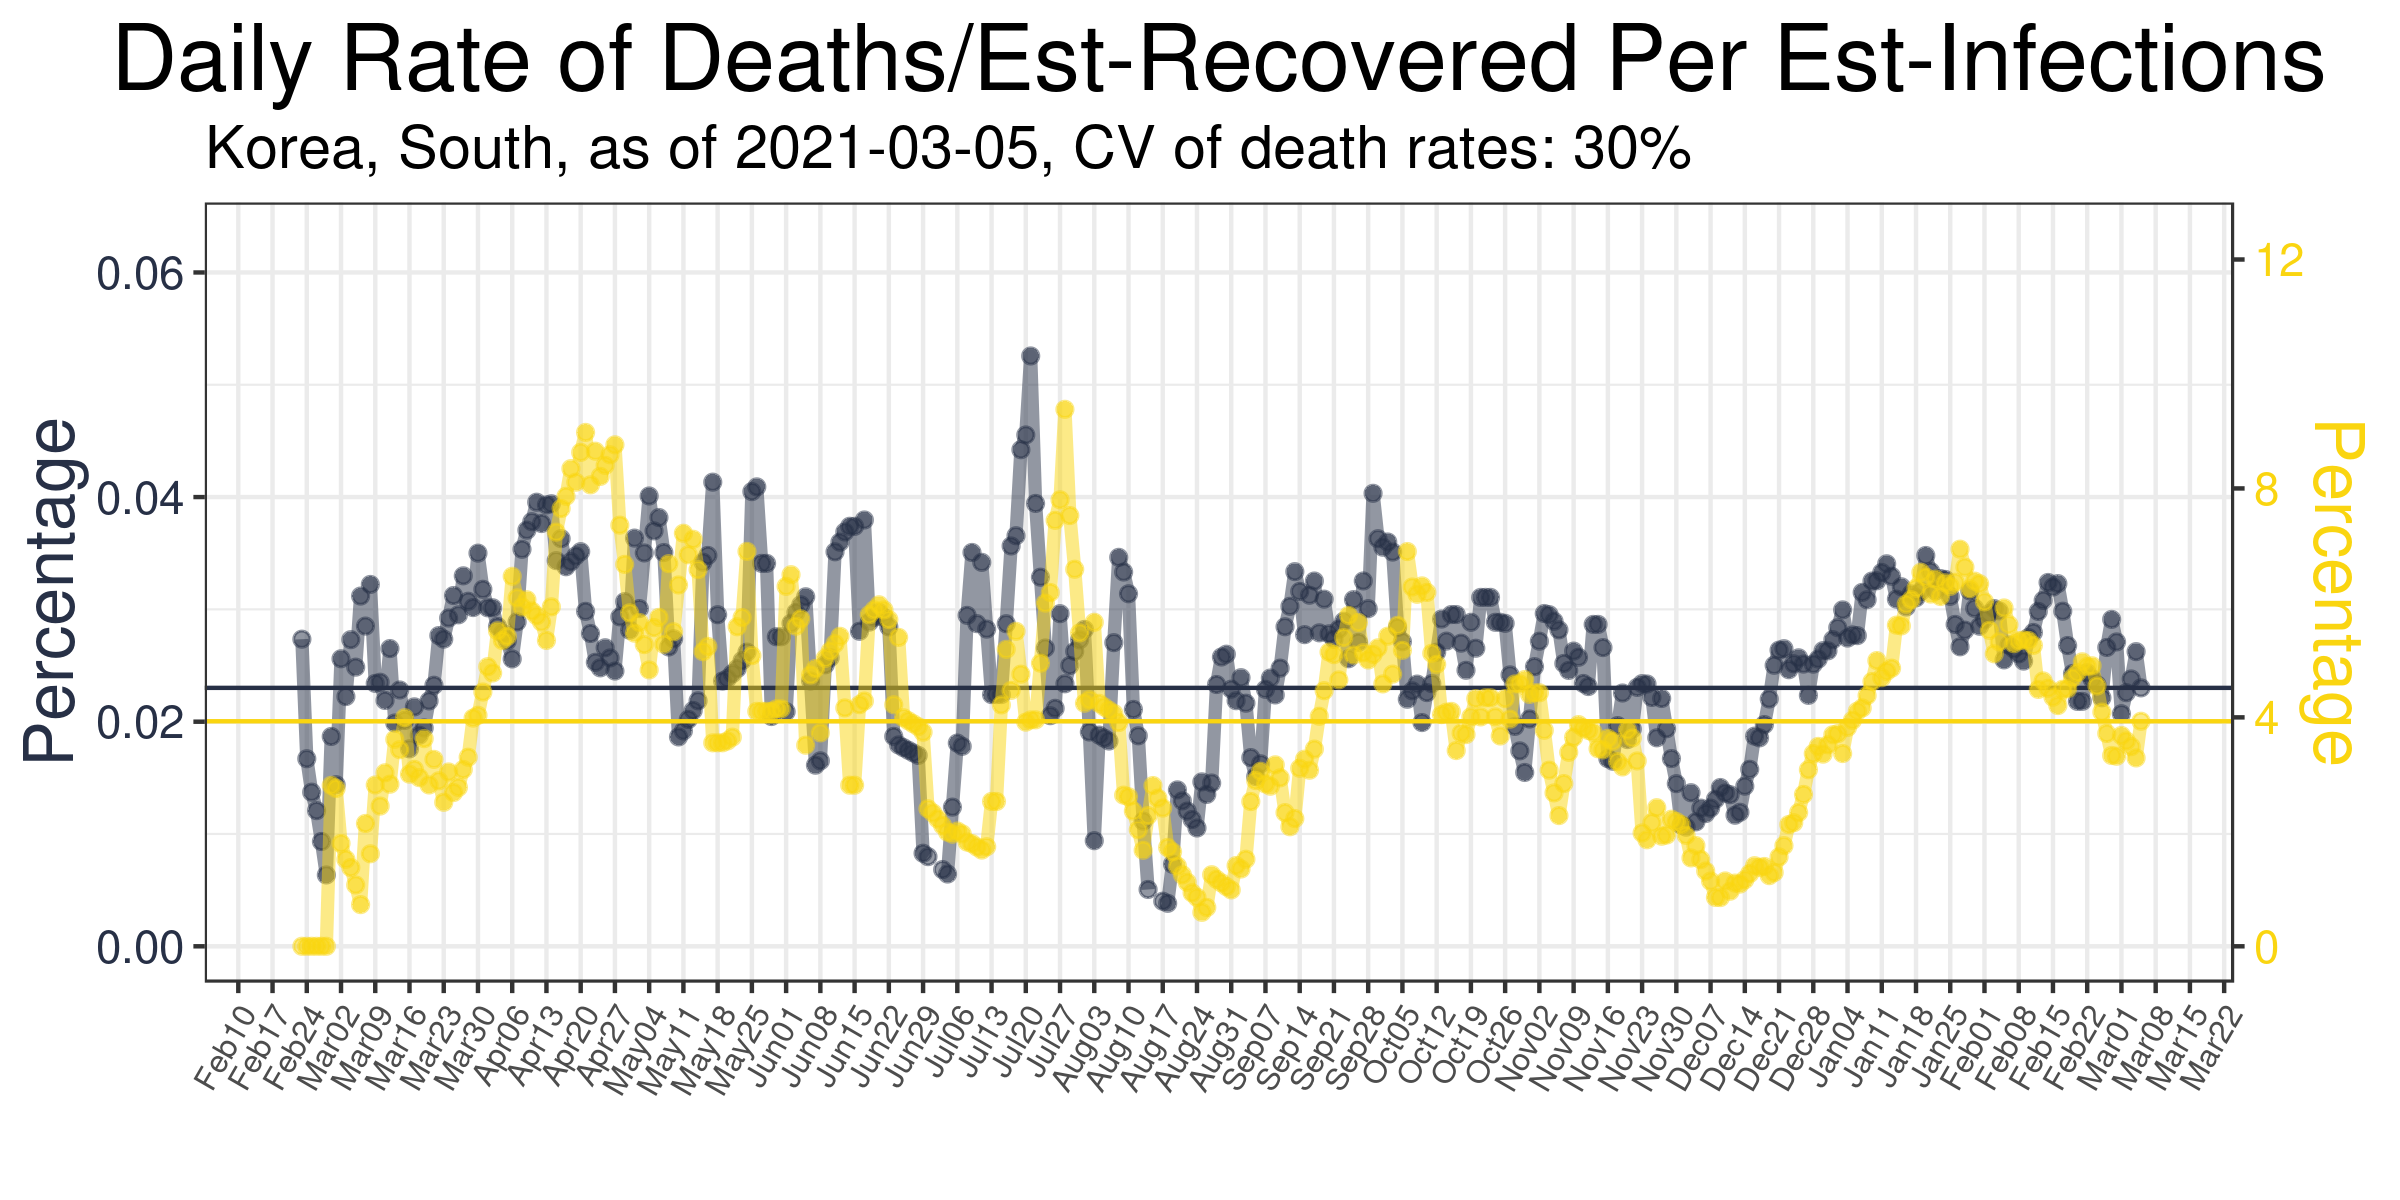 Daily Rate of Deaths/Est-Recovered Per Est-Infections
Korea, South, as of 2021-03-05, CV of death rates: 30%
Percentage
0.06
0.04
0.02
0.00
12
8
4
0
Percentage
Feb10
Feb17
Feb24
Mar02
Mar09
Mar16
Mar23
Mar30
Apr06
Apr13
Apr20
Apr27
May04
May11
May18
May25
Jun01
Jun08
Jun15
Jun22
Jun29
Jul06
Jul13
Jul20
Jul27
Aug03
Aug10
Aug17
Aug24
Aug31
Sep07
Sep14
Sep21
Sep28
Oct05
Oct12
Oct19
Oct26
Nov02
Nov09
Nov16
Nov23
Nov30
Dec07
Dec14
Dec21
Dec28
Jan04
Jan11
Jan18
Jan25
Feb01
Feb08
Feb15
Feb22
Mar01
Mar08
Mar15
Mar22